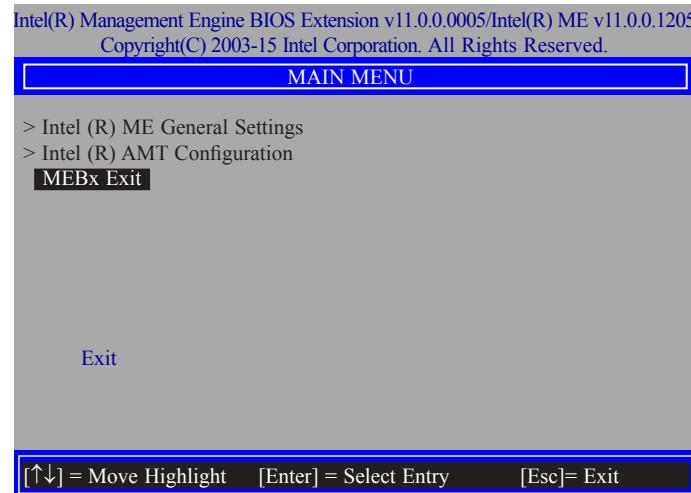 Intel(R) Management Engine BIOS Extension v11.0.0.0005/Intel(R) ME v11.0.0.1205
Copyright(C) 2003-15 Intel Corporation. All Rights Reserved.
MAIN MENU
> Intel (R) ME General Settings
> Intel (R) AMT Configuration
MEBx Exit
Exit
[↑↓] = Move Highlight [Enter] = Select Entry [Esc]= Exit